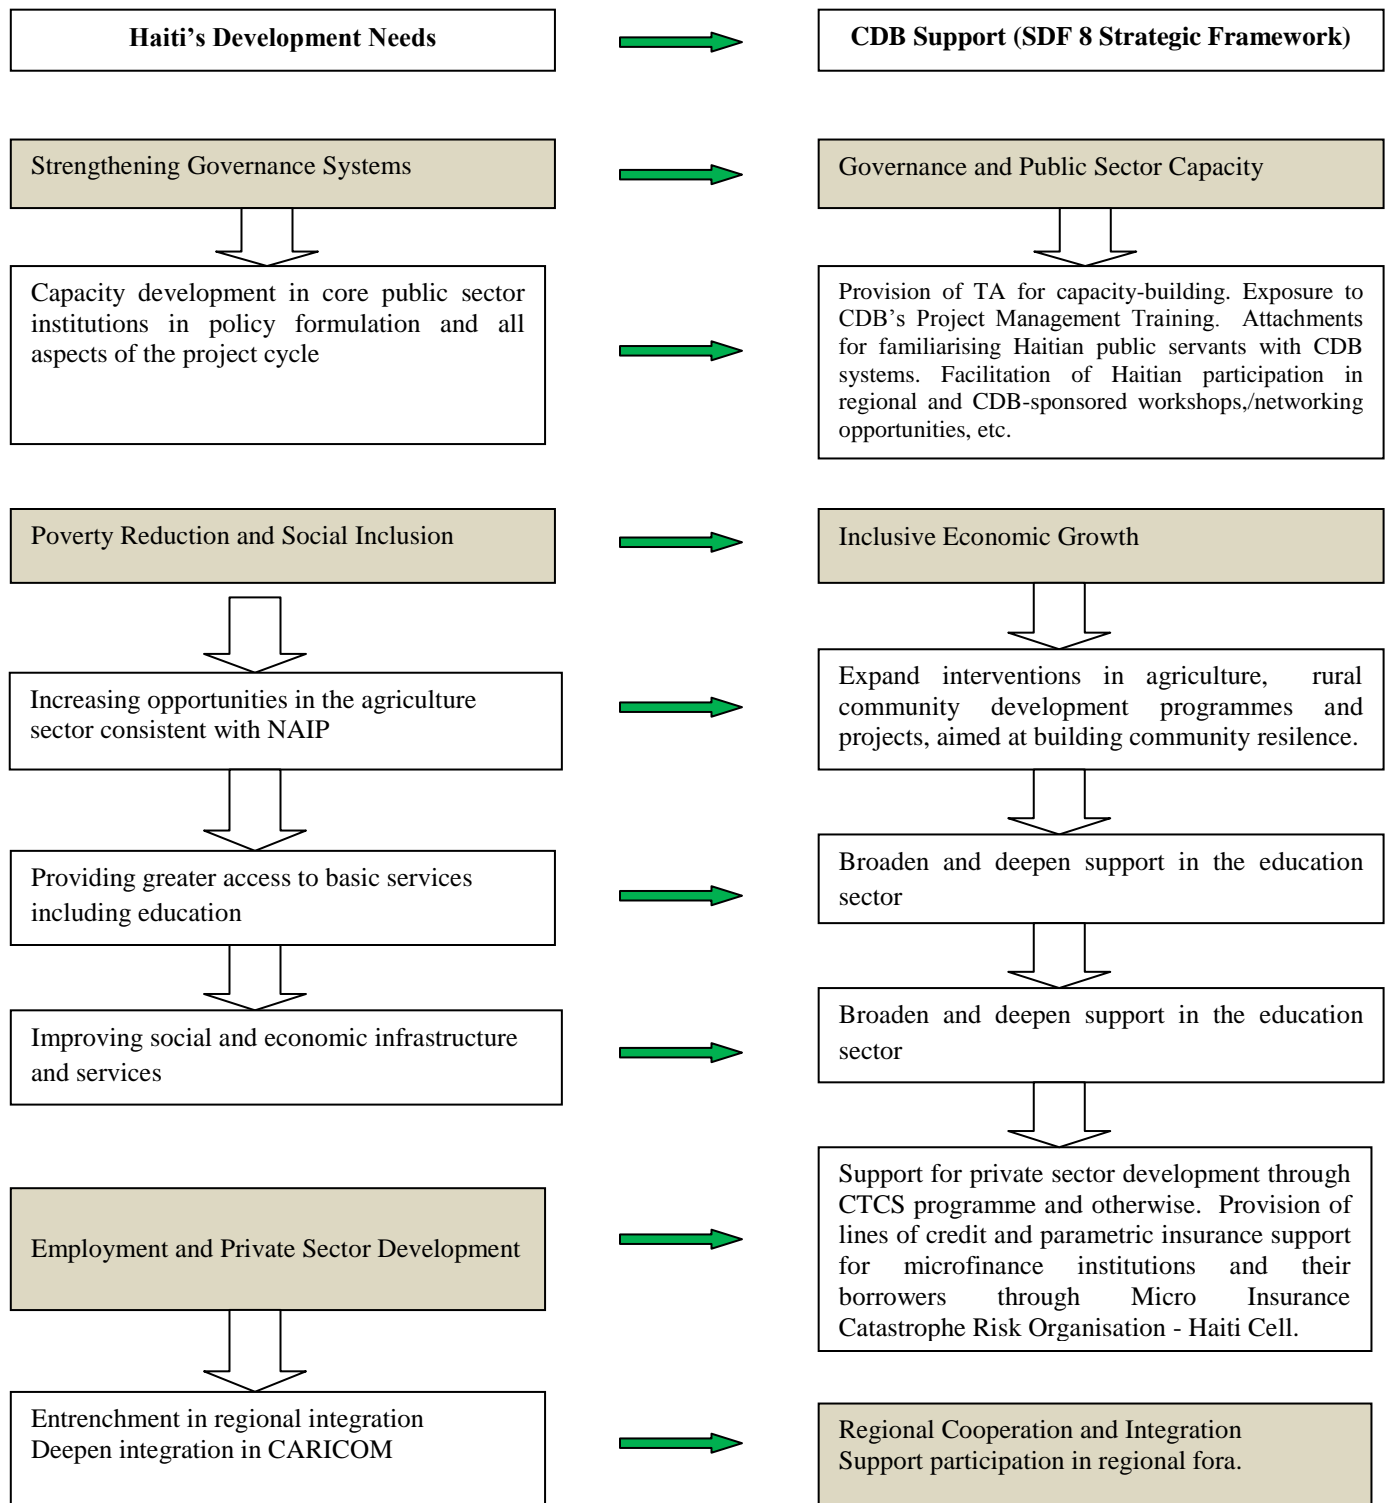 Haiti's Development Needs
CDB Support (SDF 8 Strategic Framework)
Strengthening Governance Systems
Governance and Public Sector Capacity
Capacity development in core public sector
institutions in policy formulation and all
aspects of the project cycle
Provision of TA for capacity-building. Exposure to
CDB's Project Management Training. Attachments
for familiarising Haitian public servants with CDB
systems. Facilitation of Haitian participation in
regional and CDB-sponsored workshops,/networking
opportunities, etc.
Poverty Reduction and Social Inclusion
Inclusive Economic Growth
Increasing opportunities in the agriculture
sector consistent with NAIP
Expand interventions in agriculture, rural
community development programmes and
projects, aimed at building community resilence.
Providing greater access to basic services
including education
Broaden and deepen support in the education
sector
Improving social and economic infrastructure
and services
Broaden and deepen support in the education
sector
Employment and Private Sector Development
Support for private sector development through
CTCS programme and otherwise. Provision of
lines of credit and parametric insurance support
for microfinance institutions and their
borrowers through Micro Insurance
Catastrophe Risk Organisation - Haiti Cell.
Entrenchment in regional integration
Deepen integration in CARICOM
Regional Cooperation and Integration
Support participation in regional fora.